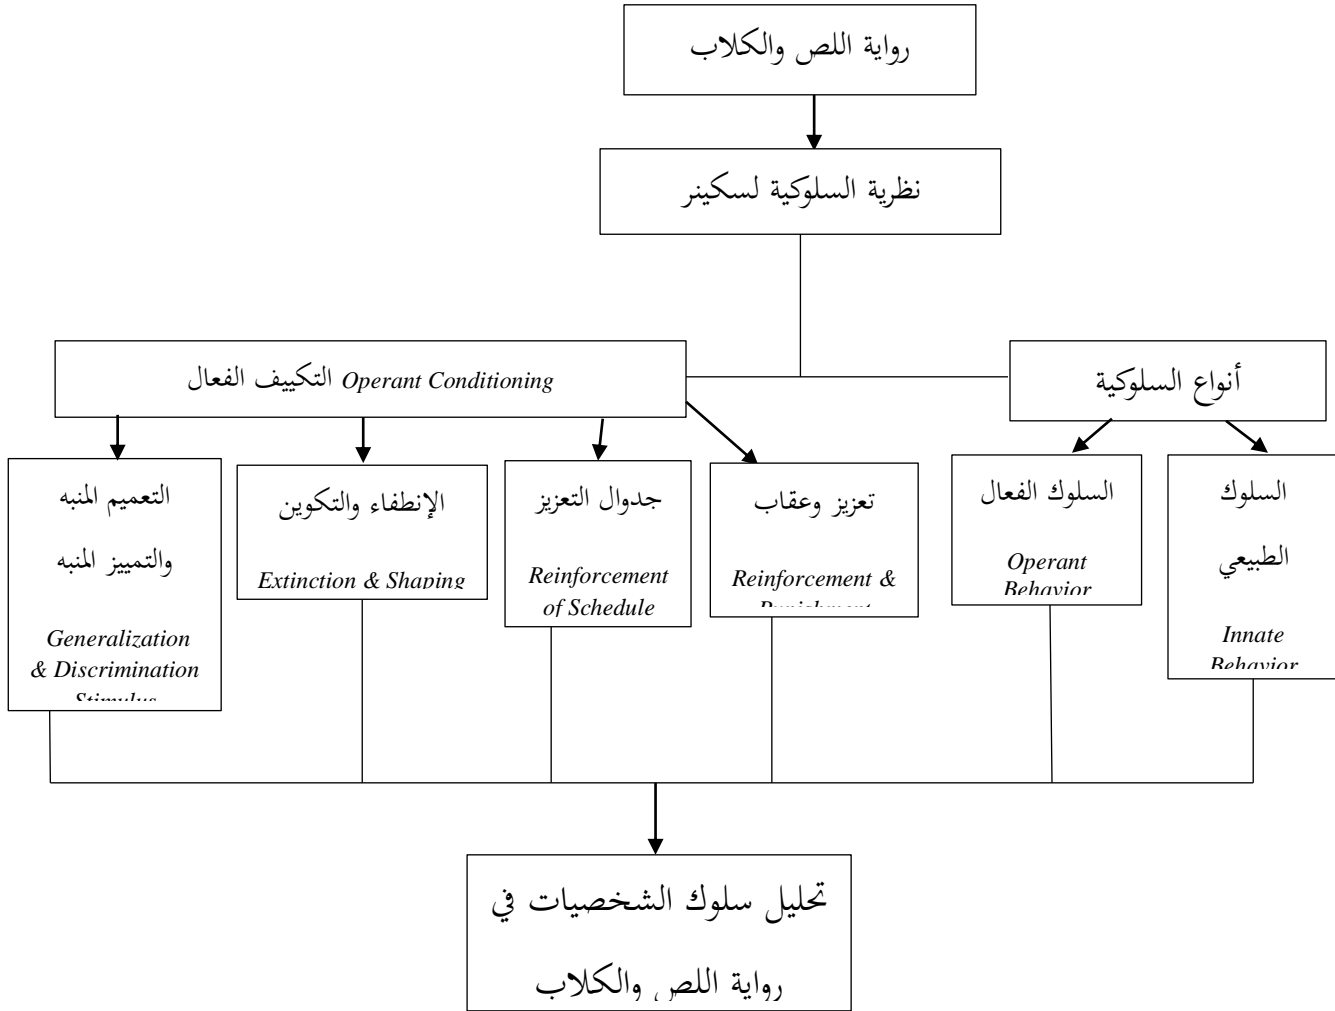 رواية اللص والكلاب
نظرية السلوكية لسكينر
أنواع السلوكية
التكييف الفعال Operant Conditioning
السلوك
الطبيعي
Innate
Behavior
السلوك الفعال
Operant
Behavior
تعزيز وعقاب
Reinforcement &
Punishment
جدوال التعزيز
Reinforcement
of Schedule
الإنطفاء والتكوين
Extinction & Shaping
التعميم المنبه
والتمييز المنبه
Generalization
& Discrimination
Stimulus
تحليل سلوك الشخصيات في
رواية اللص والكلاب